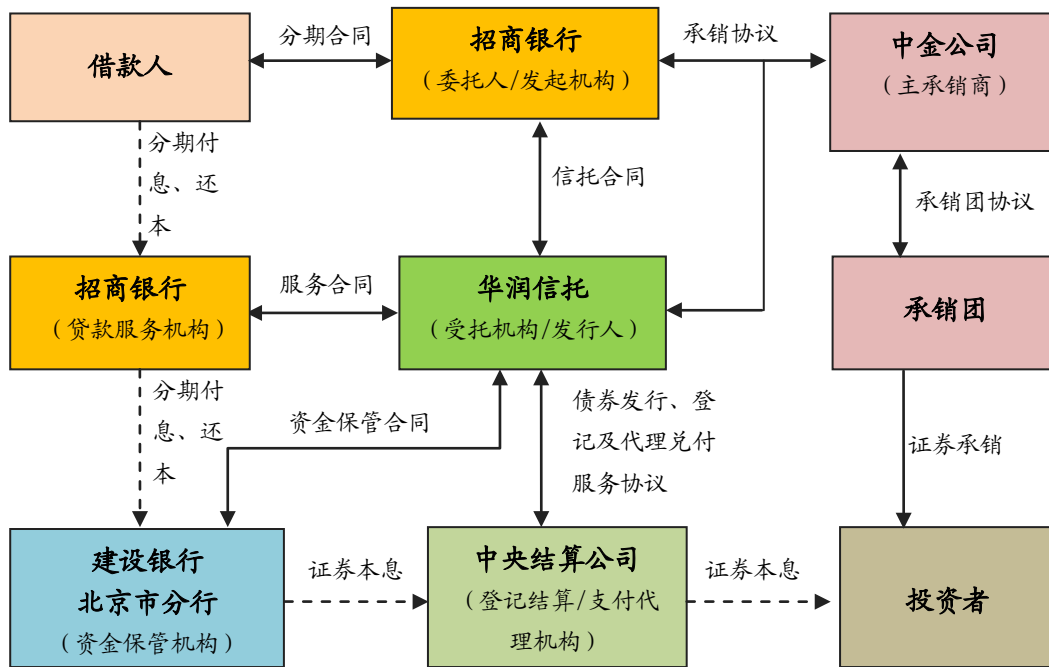 借款人
分期合同
招商银行
（委托人/发起机构）
承销协议
中金公司
（主承销商）
分期付
息、还
本
信托合同
承销团协议
招商银行
（贷款服务机构）
服务合同
华润信托
（受托机构/发行人）
承销团
分期付
息、还
本
资金保管合同
债券发行、登
记及代理兑付
服务协议
证券承销
建设银行
北京市分行
（资金保管机构）
证券本息
中央结算公司
（登记结算/支付代
理机构）
证券本息
投资者